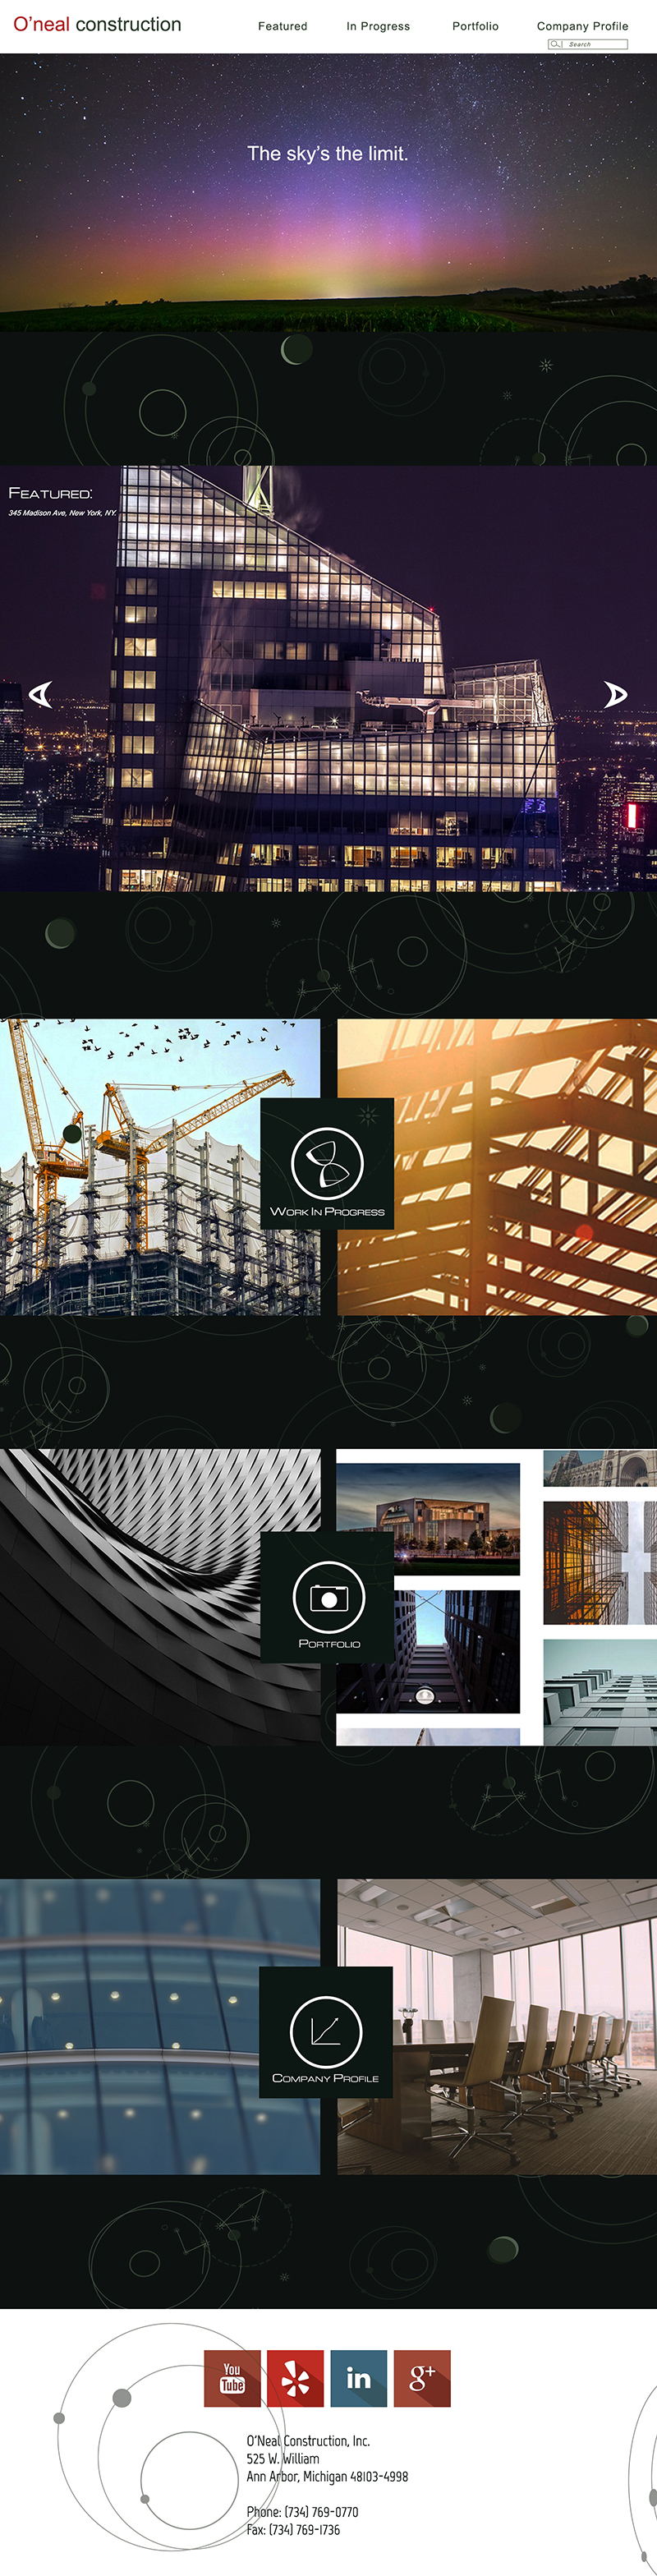 O'neal construction
Featured
In Progress
Portfolio
Company Profile
Search
The sky's the limit.
Featured:
345 Madison Ave, New York, NY.
Work In Progress
Portfolio
Company Profile
You
Tube
in
g+
O'Neal Construction, Inc.
525 W. William
Ann Arbor, Michigan 48103-4998
Phone: (734) 769-0770
Fax: (734) 769-1736